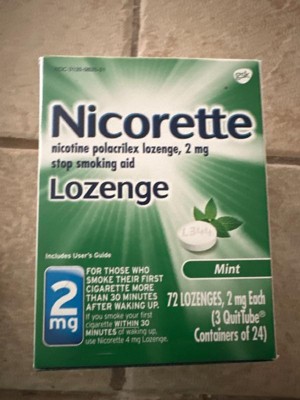 gsk
Nicorette
nicotine polacrilex lozenge, 2 mg
stop smoking aid
Lozenge
L344
Includes User's Guide
Mint
2
mg
FOR THOSE WHO
SMOKE THEIR FIRST
CIGARETTE MORE
THAN 30 MINUTES
AFTER WAKING UP.
If you smoke your first
cigarette WITHIN 30
MINUTES of waking up,
use Nicorette 4 mg Lozenge.
72 LOZENGES, 2 mg Each
(3 QuitTube®
Containers of 24)